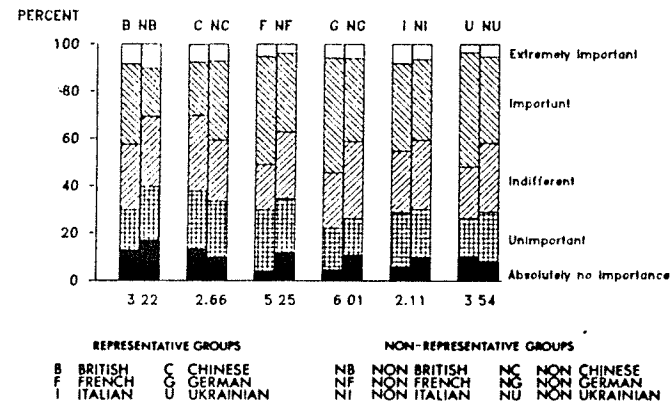 PERCENT
B NB C NC F NF G NG I NI U NU
100
80
60
40
20
0
Extremely important
Important
Indifferent
Unimportant
Absolutely no importance
3 22 2.66 5 25 6 01 2.11 3 54
REPRESENTATIVE GROUPS NON-REPRESENTATIVE GROUPS
B BRITISH C CHINESE NB NON BRITISH NC NON CHINESE
F FRENCH G GERMAN NF NON FRENCH NG NON GERMAN
I ITALIAN U UKRAINIAN NI NON ITALIAN NU NON UKRAINIAN